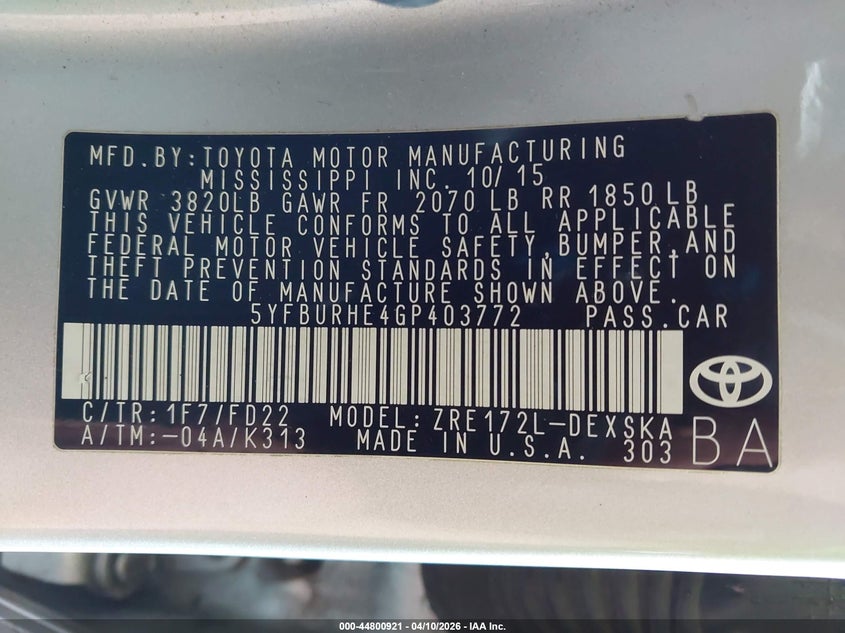 MFD.BY:TOYOTA MOTOR MANUFACTURING
MISSISSIPPI INC. 10/15
GVWR 3820LB GAWR FR 2070 LB RR 1850LB
THIS VEHICLE CONFORMS TO ALL APPLICABLE
FEDERAL MOTOR VEHICLE SAFETY,BUMPER,AND
THEFT PREVENTION STANDARDS IN EFFECT ON
THE DATE OF MANUFACTURE SHOWN ABOVE.
5YFBURHE4GP403772 PASS.CAR
C/TR:1F7/FD22 MODEL:ZRE172L-DEXSKA
A/TM:-04A/K313 MADE IN U.S.A. 303
BA
000-44800921 - 04/10/2026 - IAA Inc.